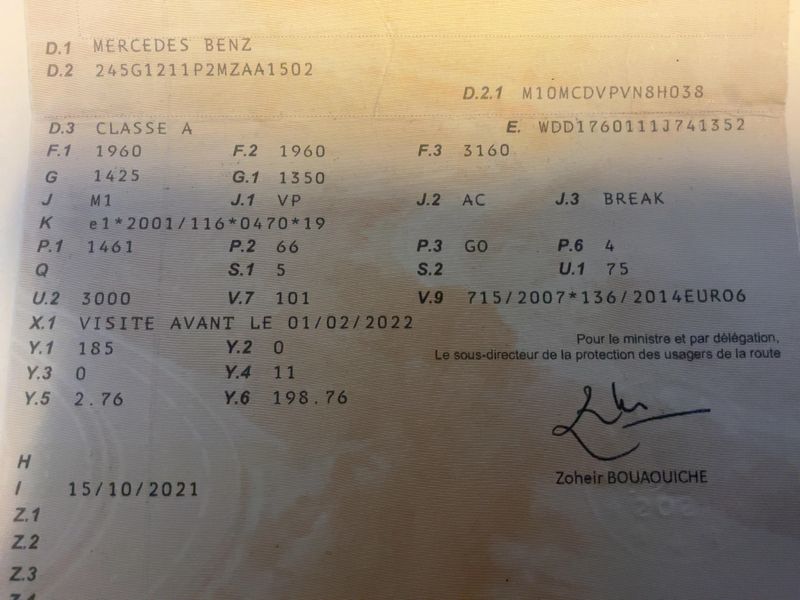 D.1 MERCEDES BENZ
D.2 245G1211P2MZAA1502
D.2.1 M10MCDVPVN8H038
D.3 CLASSE A E. WDD1760111J741352
F.1 1960 F.2 1960 F.3 3160
G 1425 G.1 1350
J M1 J.1 VP J.2 AC J.3 BREAK
K e1*2001/116*0470*19
P.1 1461 P.2 66 P.3 GO P.6 4
Q S.1 5 S.2 U.1 75
U.2 3000 V.7 101 V.9 715/2007*136/2014EURO6
X.1 VISITE AVANT LE 01/02/2022
Pour le ministre et par délégation,
Y.1 185 Y.2 0 Le sous-directeur de la protection des usagers de la route
Y.3 0 Y.4 11
Y.5 2.76 Y.6 198.76
H
Zoheir BOUAOUICHE
I 15/10/2021
Z.1
Z.2
Z.3
Z.4